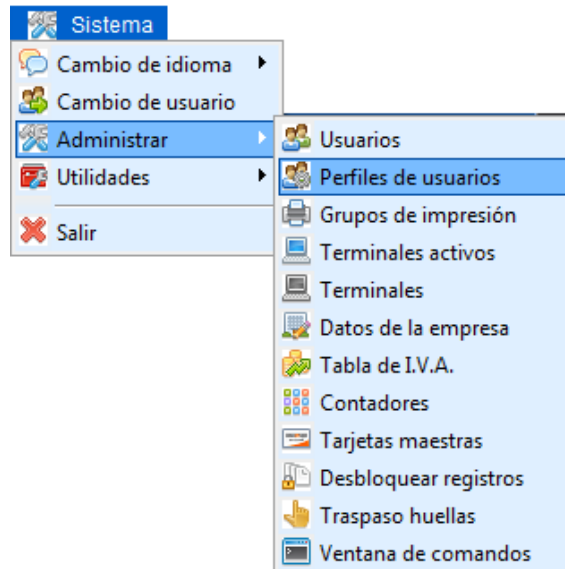 Sistema
Cambio de idioma
Cambio de usuario
Administrar
Utilidades
Salir
Usuarios
Perfiles de usuarios
Grupos de impresión
Terminales activos
Terminales
Datos de la empresa
Tabla de I.V.A.
Contadores
Tarjetas maestras
Desbloquear registros
Traspaso huellas
Ventana de comandos